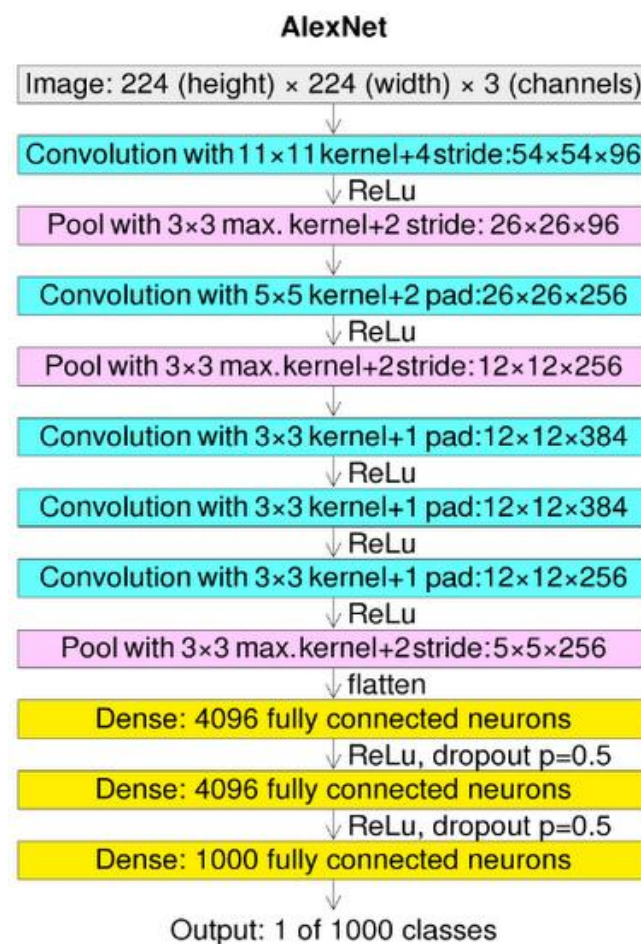 AlexNet
Image: 224 (height) × 224 (width) × 3 (channels)
Convolution with 11×11 kernel+4 stride:54×54×96
ReLu
Pool with 3×3 max. kernel+2 stride: 26×26×96
Convolution with 5×5 kernel+2 pad:26×26×256
ReLu
Pool with 3×3 max.kernel+2stride:12×12×256
Convolution with 3×3 kernel+1 pad:12×12×384
ReLu
Convolution with 3×3 kernel+1 pad:12×12×384
ReLu
Convolution with 3×3 kernel+1 pad:12×12×256
ReLu
Pool with 3×3 max.kernel+2stride:5×5×256
flatten
Dense: 4096 fully connected neurons
ReLu, dropout p=0.5
Dense: 4096 fully connected neurons
ReLu, dropout p=0.5
Dense: 1000 fully connected neurons
Output: 1 of 1000 classes